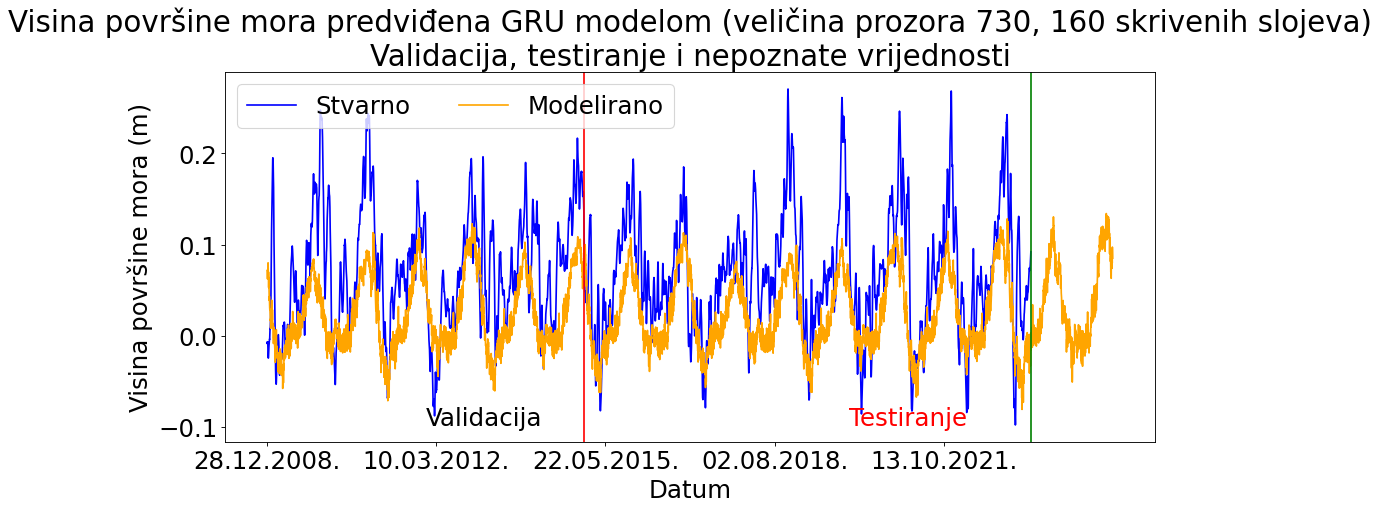 Visina površine mora predviđena GRU modelom (veličina prozora 730, 160 skrivenih slojeva)
Validacija, testiranje i nepoznate vrijednosti
Stvarno
Modelirano
Visina površine mora (m)
0.2
0.1
0.0
−0.1
Validacija
Testiranje
28.12.2008.
10.03.2012.
22.05.2015.
02.08.2018.
13.10.2021.
Datum